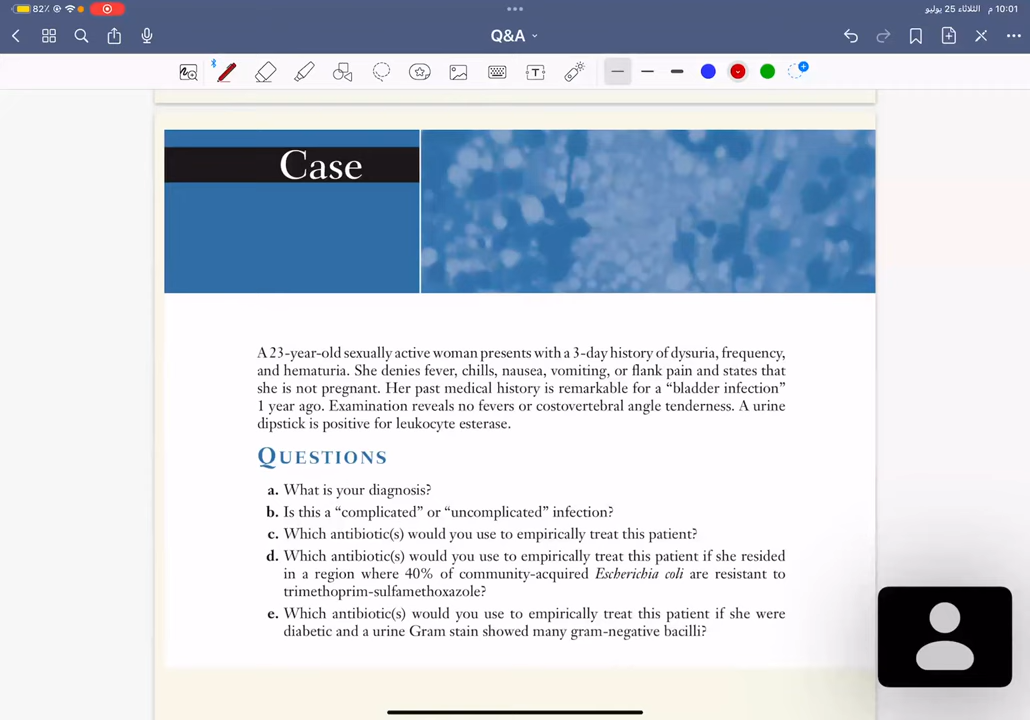 82%
10:01 م الثلاثاء 25 يوليو
Q&A
T
Case
A 23-year-old sexually active woman presents with a 3-day history of dysuria, frequency,
and hematuria. She denies fever, chills, nausea, vomiting, or flank pain and states that
she is not pregnant. Her past medical history is remarkable for a “bladder infection”
1 year ago. Examination reveals no fevers or costovertebral angle tenderness. A urine
dipstick is positive for leukocyte esterase.
QUESTIONS
a. What is your diagnosis?
b. Is this a “complicated” or “uncomplicated” infection?
c. Which antibiotic(s) would you use to empirically treat this patient?
d. Which antibiotic(s) would you use to empirically treat this patient if she resided
in a region where 40% of community-acquired Escherichia coli are resistant to
trimethoprim-sulfamethoxazole?
e. Which antibiotic(s) would you use to empirically treat this patient if she were
diabetic and a urine Gram stain showed many gram-negative bacilli?